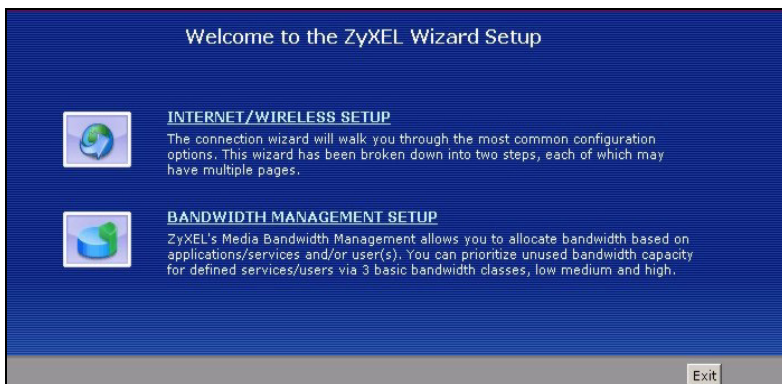 Welcome to the ZyXEL Wizard Setup
INTERNET/WIRELESS SETUP
The connection wizard will walk you through the most common configuration
options. This wizard has been broken down into two steps, each of which may
have multiple pages.
BANDWIDTH MANAGEMENT SETUP
ZyXEL's Media Bandwidth Management allows you to allocate bandwidth based on
applications/services and/or user(s). You can prioritize unused bandwidth capacity
for defined services/users via 3 basic bandwidth classes, low medium and high.
Exit